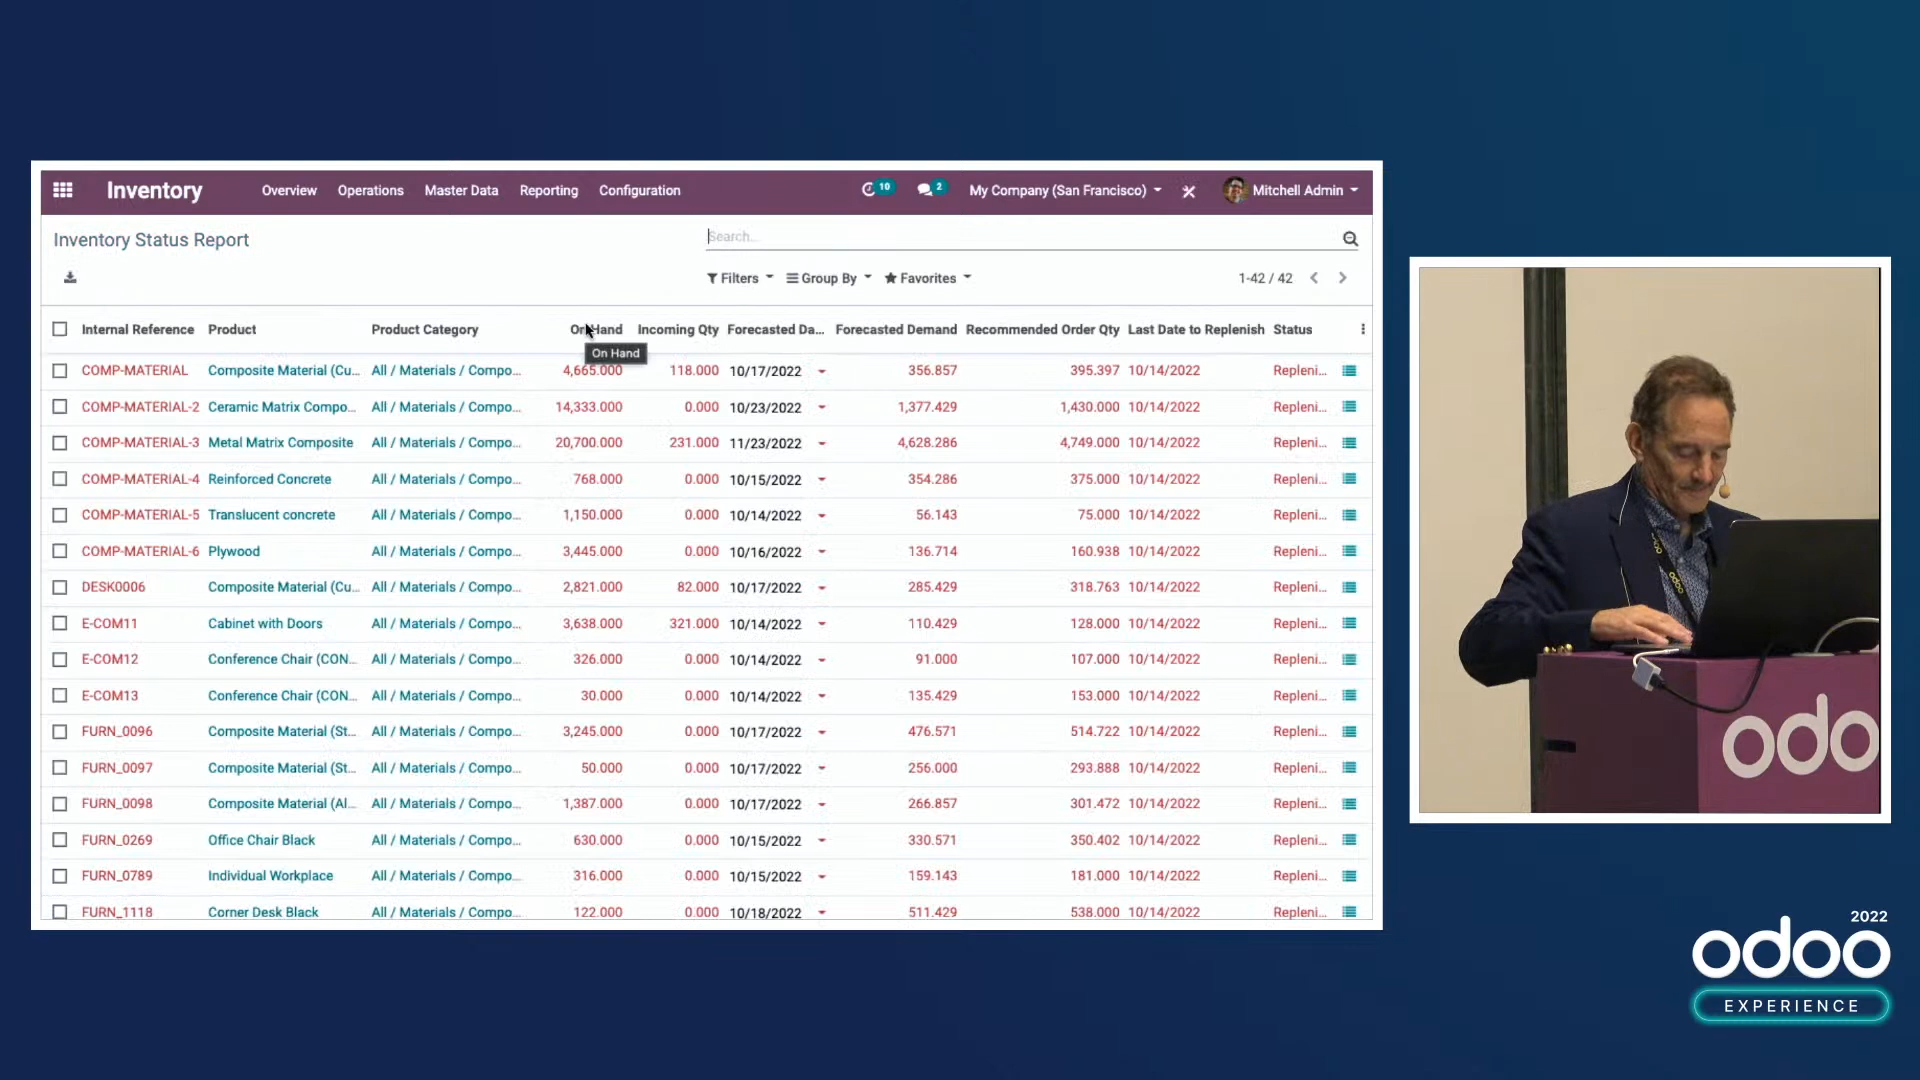 Inventory Overview Operations Master Data Reporting Configuration 10 2 My Company (San Francisco) Mitchell Admin
Inventory Status Report Search...
Filters Group By Favorites 1-42 / 42
Internal Reference Product Product Category On Hand Incoming Qty Forecasted Da... Forecasted Demand Recommended Order Qty Last Date to Replenish Status
On Hand
COMP-MATERIAL Composite Material (Cu... All / Materials / Compo... 4,665.000 118.000 10/17/2022 356.857 395.397 10/14/2022 Repleni...
COMP-MATERIAL-2 Ceramic Matrix Compo... All / Materials / Compo... 14,333.000 0.000 10/23/2022 1,377.429 1,430.000 10/14/2022 Repleni...
COMP-MATERIAL-3 Metal Matrix Composite All / Materials / Compo... 20,700.000 231.000 11/23/2022 4,628.286 4,749.000 10/14/2022 Repleni...
COMP-MATERIAL-4 Reinforced Concrete All / Materials / Compo... 768.000 0.000 10/15/2022 354.286 375.000 10/14/2022 Repleni...
COMP-MATERIAL-5 Translucent concrete All / Materials / Compo... 1,150.000 0.000 10/14/2022 56.143 75.000 10/14/2022 Repleni...
COMP-MATERIAL-6 Plywood All / Materials / Compo... 3,445.000 0.000 10/16/2022 136.714 160.938 10/14/2022 Repleni...
DESK0006 Composite Material (Cu... All / Materials / Compo... 2,821.000 82.000 10/17/2022 285.429 318.763 10/14/2022 Repleni...
E-COM11 Cabinet with Doors All / Materials / Compo... 3,638.000 321.000 10/14/2022 110.429 128.000 10/14/2022 Repleni...
E-COM12 Conference Chair (CON... All / Materials / Compo... 326.000 0.000 10/14/2022 91.000 107.000 10/14/2022 Repleni...
E-COM13 Conference Chair (CON... All / Materials / Compo... 30.000 0.000 10/14/2022 135.429 153.000 10/14/2022 Repleni...
FURN_0096 Composite Material (St... All / Materials / Compo... 3,245.000 0.000 10/17/2022 476.571 514.722 10/14/2022 Repleni...
FURN_0097 Composite Material (St... All / Materials / Compo... 50.000 0.000 10/17/2022 256.000 293.888 10/14/2022 Repleni...
FURN_0098 Composite Material (Al... All / Materials / Compo... 1,387.000 0.000 10/17/2022 266.857 301.472 10/14/2022 Repleni...
FURN_0269 Office Chair Black All / Materials / Compo... 630.000 0.000 10/15/2022 330.571 350.402 10/14/2022 Repleni...
FURN_0789 Individual Workplace All / Materials / Compo... 316.000 0.000 10/15/2022 159.143 181.000 10/14/2022 Repleni...
FURN_1118 Corner Desk Black All / Materials / Compo... 122.000 0.000 10/18/2022 511.429 538.000 10/14/2022 Repleni...
odoo
odoo
2022
odoo
EXPERIENCE